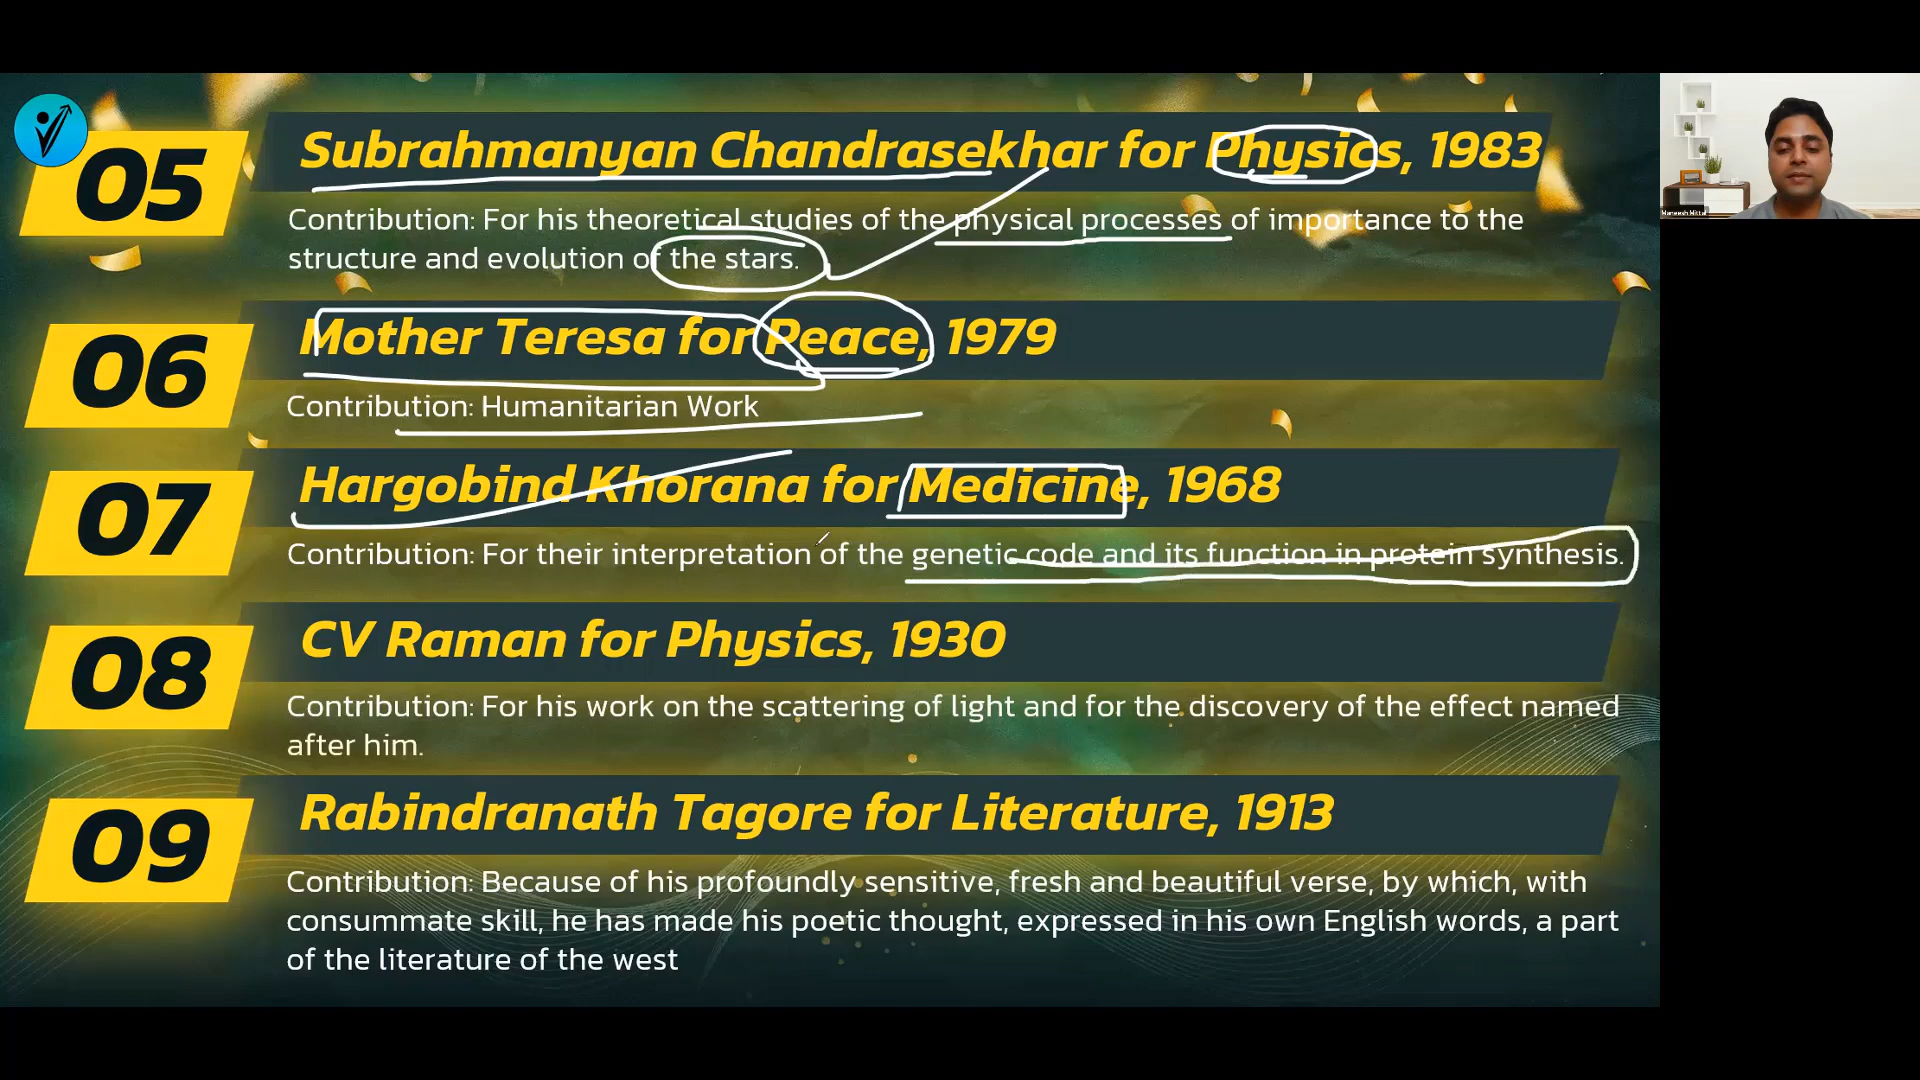 05
Subrahmanyan Chandrasekhar for Physics, 1983
Contribution: For his theoretical studies of the physical processes of importance to the
structure and evolution of the stars.
06
Mother Teresa for Peace, 1979
Contribution: Humanitarian Work
07
Hargobind Khorana for Medicine, 1968
Contribution: For their interpretation of the genetic code and its function in protein synthesis.
08
CV Raman for Physics, 1930
Contribution: For his work on the scattering of light and for the discovery of the effect named
after him.
09
Rabindranath Tagore for Literature, 1913
Contribution: Because of his profoundly sensitive, fresh and beautiful verse, by which, with
consummate skill, he has made his poetic thought, expressed in his own English words, a part
of the literature of the west
Maneesh Mittal